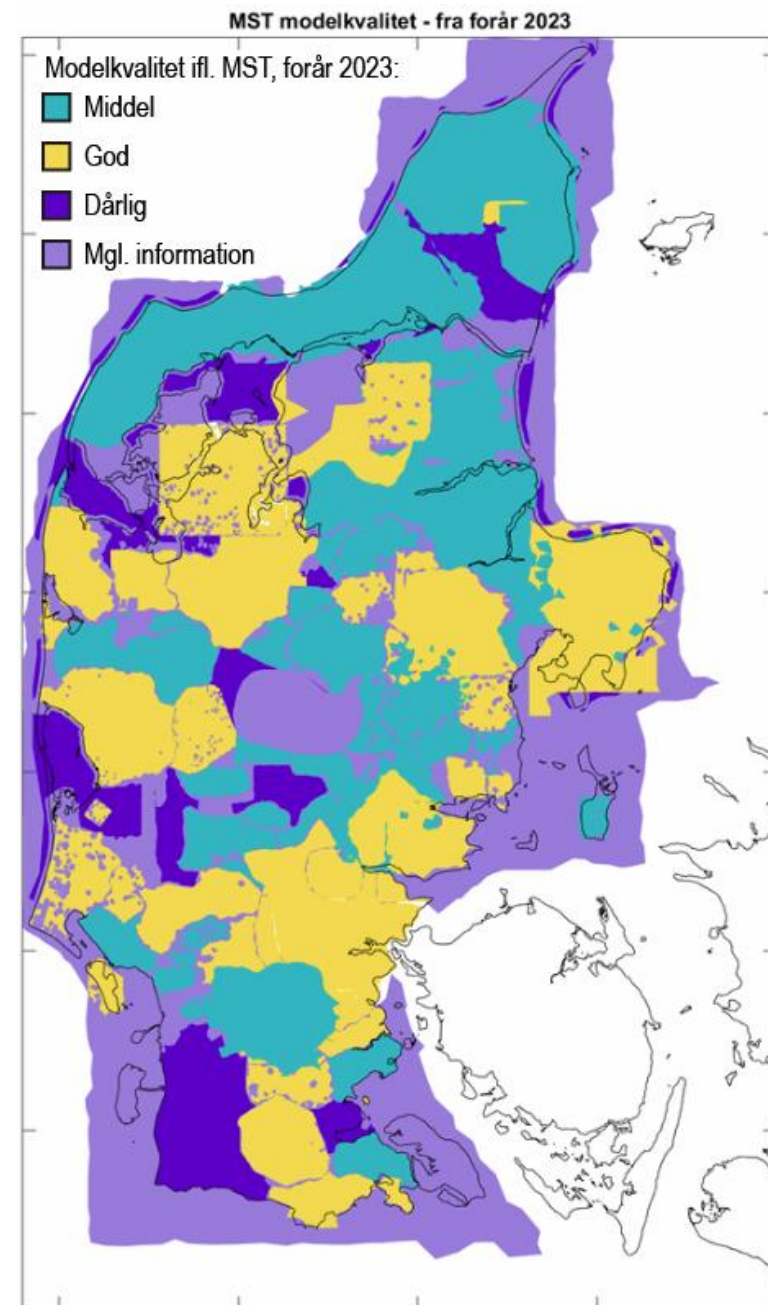 MST modelkvalitet - fra forår 2023
Modelkvalitet ifl. MST, forår 2023:
Middel
God
Dårlig
Mgl. information